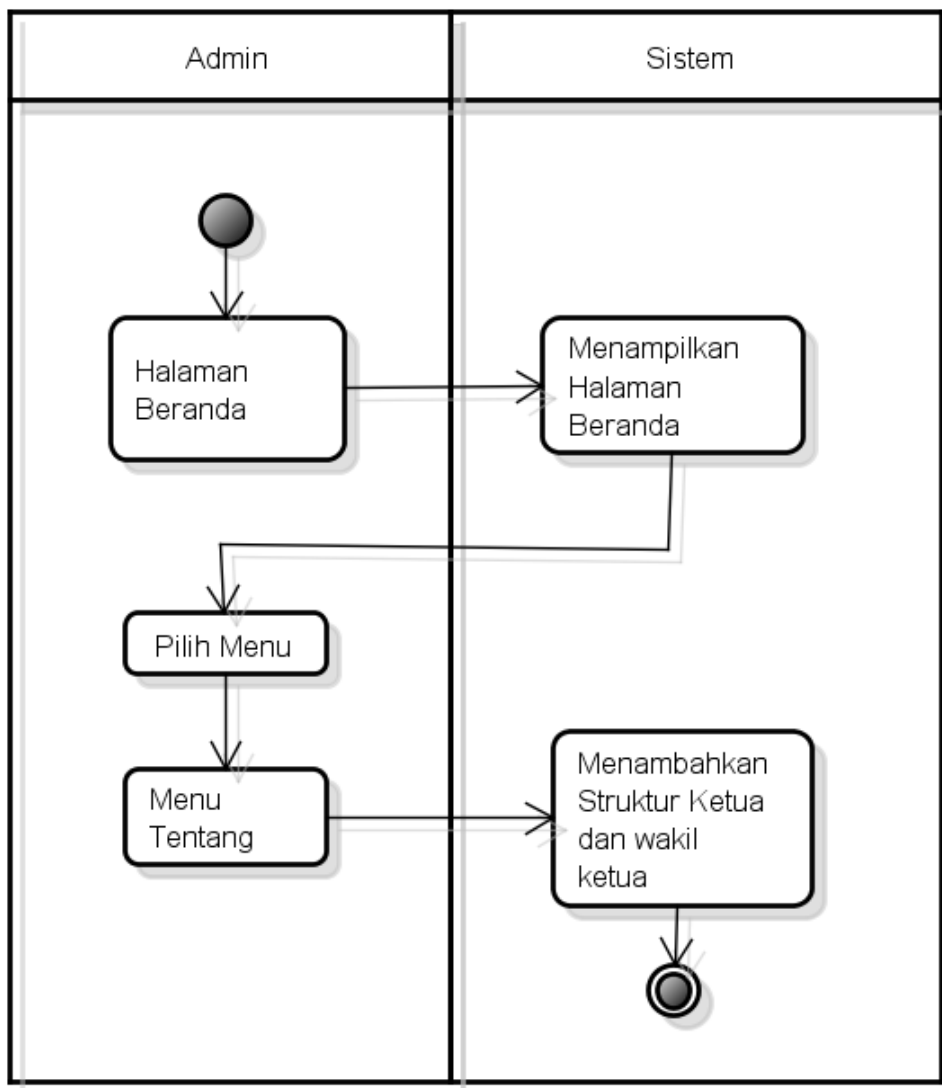 Admin
Sistem
Halaman
Beranda
Menampilkan
Halaman
Beranda
Pilih Menu
Menu
Tentang
Menambahkan
Struktur Ketua
dan wakil
ketua